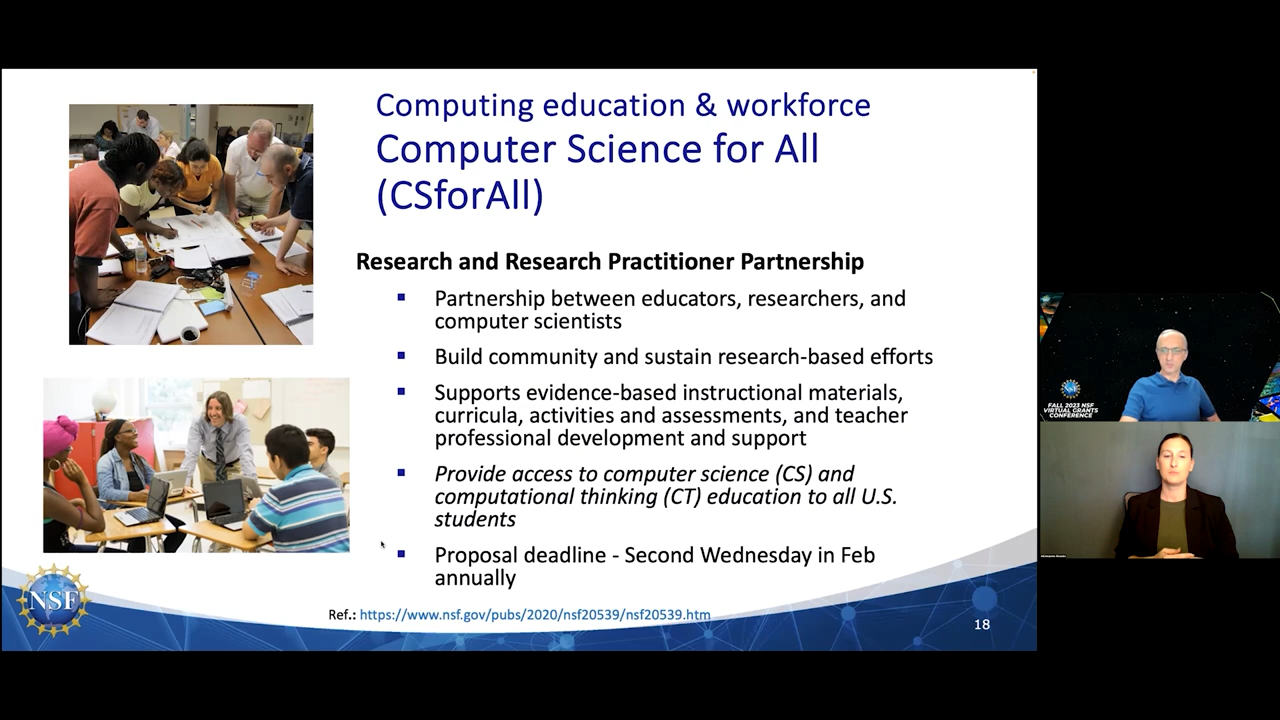 Computing education & workforce
Computer Science for All
(CSforAll)
Research and Research Practitioner Partnership
▪ Partnership between educators, researchers, and
computer scientists
▪ Build community and sustain research-based efforts
▪ Supports evidence-based instructional materials,
curricula, activities and assessments, and teacher
professional development and support
▪ Provide access to computer science (CS) and
computational thinking (CT) education to all U.S.
students
▪ Proposal deadline - Second Wednesday in Feb
annually
Ref.: https://www.nsf.gov/pubs/2020/nsf20539/nsf20539.htm
18
NSF
FALL 2023 NSF
VIRTUAL GRANTS
CONFERENCE